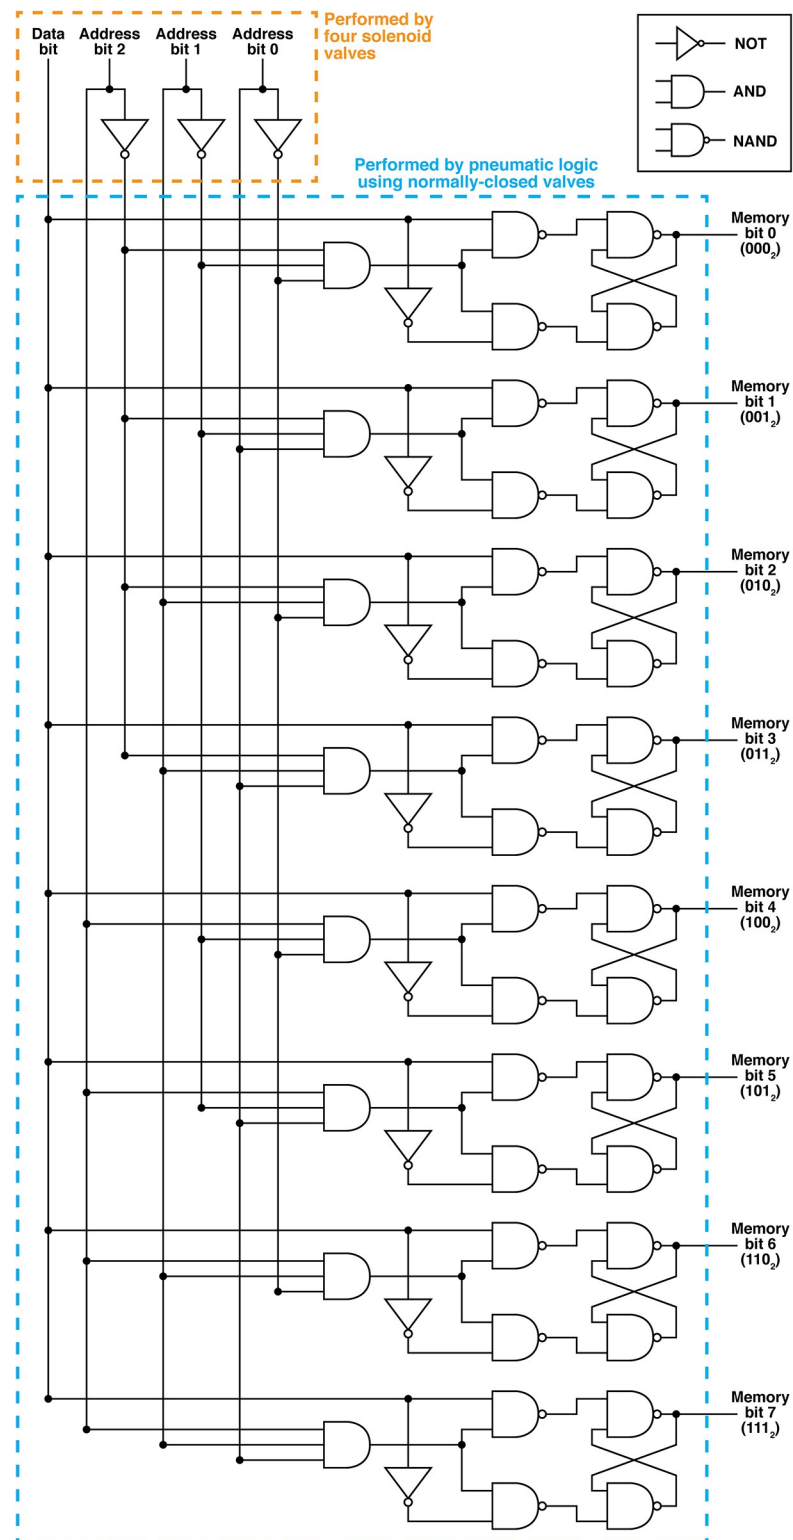 Performed by
four solenoid
valves
Data
bit
Address
bit 2
Address
bit 1
Address
bit 0
NOT
AND
NAND
Performed by pneumatic logic
using normally-closed valves
Memory
bit 0
(000₂)
Memory
bit 1
(001₂)
Memory
bit 2
(010₂)
Memory
bit 3
(011₂)
Memory
bit 4
(100₂)
Memory
bit 5
(101₂)
Memory
bit 6
(110₂)
Memory
bit 7
(111₂)